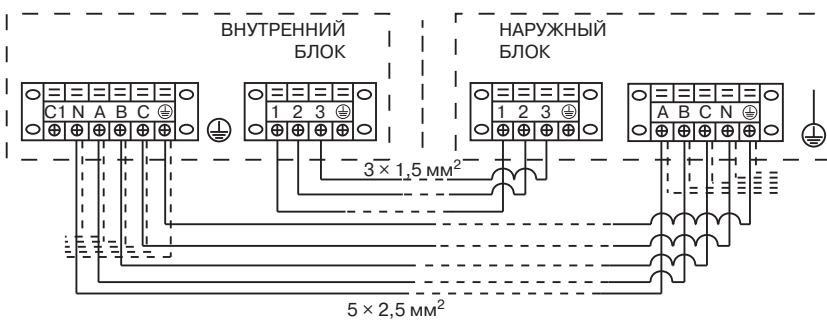 ВНУТРЕННИЙ
БЛОК
НАРУЖНЫЙ
БЛОК
C1 N A B C
1 2 3
1 2 3
A B C N
3 × 1,5 мм²
5 × 2,5 мм²